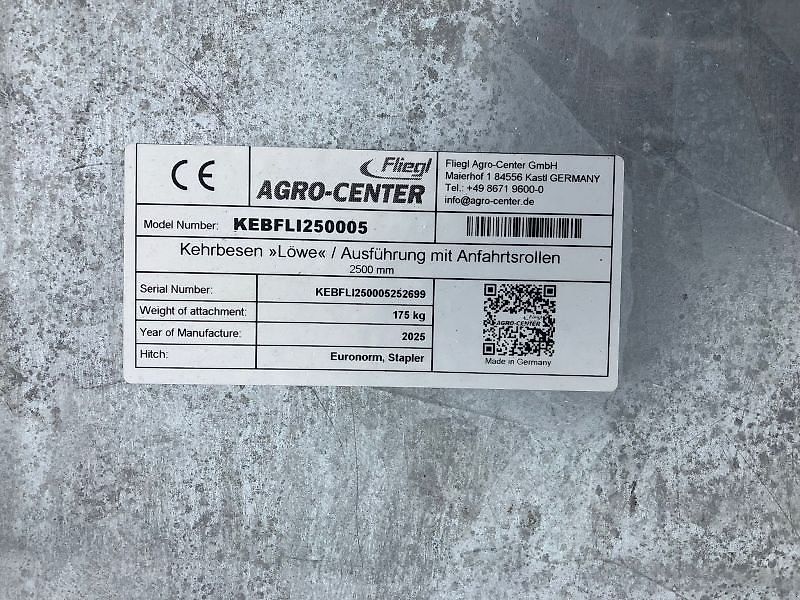 CE
Fliegl
AGRO-CENTER
Fliegl Agro-Center GmbH
Maierhof 1 84556 Kastl GERMANY
Tel.: +49 8671 9600-0
info@agro-center.de
Model Number: KEBFLI250005
Kehrbesen »Löwe« / Ausführung mit Anfahrtsrollen
2500 mm
Serial Number: KEBFLI250005252699
Weight of attachment: 175 kg
Year of Manufacture: 2025
Hitch: Euronorm, Stapler
Fliegl
AGRO-CENTER
Made in Germany